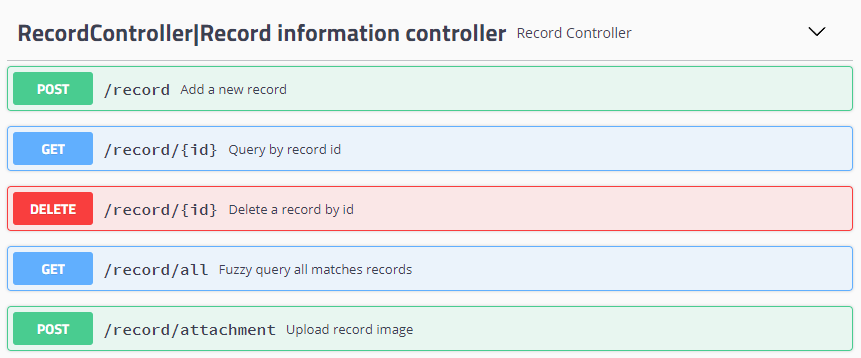 RecordController|Record information controller Record Controller
POST /record Add a new record
GET /record/{id} Query by record id
DELETE /record/{id} Delete a record by id
GET /record/all Fuzzy query all matches records
POST /record/attachment Upload record image